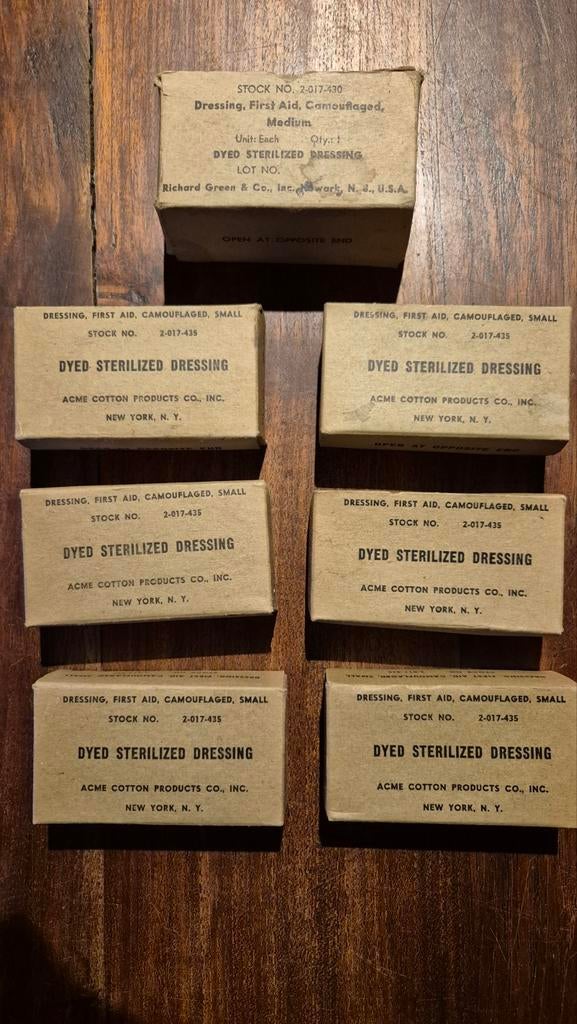 STOCK NO. 2-017-430
Dressing, First Aid, Camouflaged,
Medium
Unit: Each Qty.: 1
DYED STERILIZED DRESSING
LOT NO.
Richard Green & Co., Inc. Newark, N. J., U.S.A.
OPEN AT OPPOSITE END
DRESSING, FIRST AID, CAMOUFLAGED, SMALL
STOCK NO. 2-017-435
DYED STERILIZED DRESSING
ACME COTTON PRODUCTS CO., INC.
NEW YORK, N. Y.
DRESSING, FIRST AID, CAMOUFLAGED, SMALL
STOCK NO. 2-017-435
DYED STERILIZED DRESSING
ACME COTTON PRODUCTS CO., INC.
NEW YORK, N. Y.
OPEN AT OPPOSITE END
DRESSING, FIRST AID, CAMOUFLAGED, SMALL
STOCK NO. 2-017-435
DYED STERILIZED DRESSING
ACME COTTON PRODUCTS CO., INC.
NEW YORK, N. Y.
DRESSING, FIRST AID, CAMOUFLAGED, SMALL
STOCK NO. 2-017-435
DYED STERILIZED DRESSING
ACME COTTON PRODUCTS CO., INC.
NEW YORK, N. Y.
DRESSING, FIRST AID, CAMOUFLAGED, SMALL
STOCK NO. 2-017-435
DYED STERILIZED DRESSING
ACME COTTON PRODUCTS CO., INC.
NEW YORK, N. Y.
DRESSING, FIRST AID, CAMOUFLAGED, SMALL
DRESSING, FIRST AID, CAMOUFLAGED, SMALL
STOCK NO. 2-017-435
DYED STERILIZED DRESSING
ACME COTTON PRODUCTS CO., INC.
NEW YORK, N. Y.